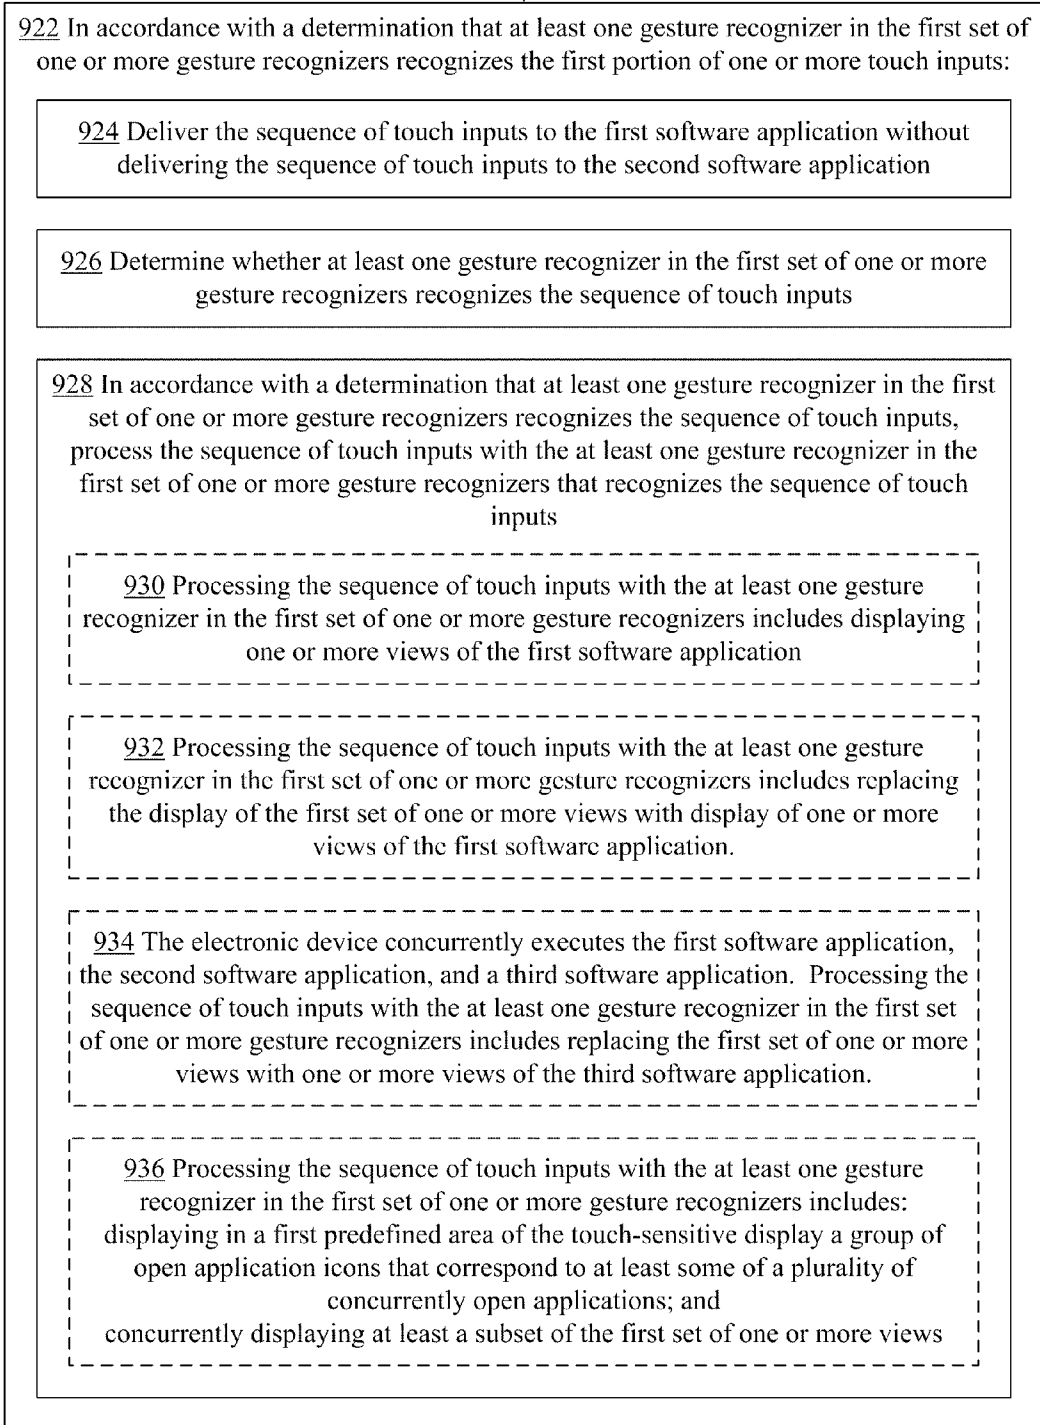 922 In accordance with a determination that at least one gesture recognizer in the first set of
one or more gesture recognizers recognizes the first portion of one or more touch inputs:
924 Deliver the sequence of touch inputs to the first software application without
delivering the sequence of touch inputs to the second software application
926 Determine whether at least one gesture recognizer in the first set of one or more
gesture recognizers recognizes the sequence of touch inputs
928 In accordance with a determination that at least one gesture recognizer in the first
set of one or more gesture recognizers recognizes the sequence of touch inputs,
process the sequence of touch inputs with the at least one gesture recognizer in the
first set of one or more gesture recognizers that recognizes the sequence of touch
inputs
930 Processing the sequence of touch inputs with the at least one gesture
recognizer in the first set of one or more gesture recognizers includes displaying
one or more views of the first software application
932 Processing the sequence of touch inputs with the at least one gesture
recognizer in the first set of one or more gesture recognizers includes replacing
the display of the first set of one or more views with display of one or more
views of the first software application.
934 The electronic device concurrently executes the first software application,
the second software application, and a third software application. Processing the
sequence of touch inputs with the at least one gesture recognizer in the first set
of one or more gesture recognizers includes replacing the first set of one or more
views with one or more views of the third software application.
936 Processing the sequence of touch inputs with the at least one gesture
recognizer in the first set of one or more gesture recognizers includes:
displaying in a first predefined area of the touch-sensitive display a group of
open application icons that correspond to at least some of a plurality of
concurrently open applications; and
concurrently displaying at least a subset of the first set of one or more views